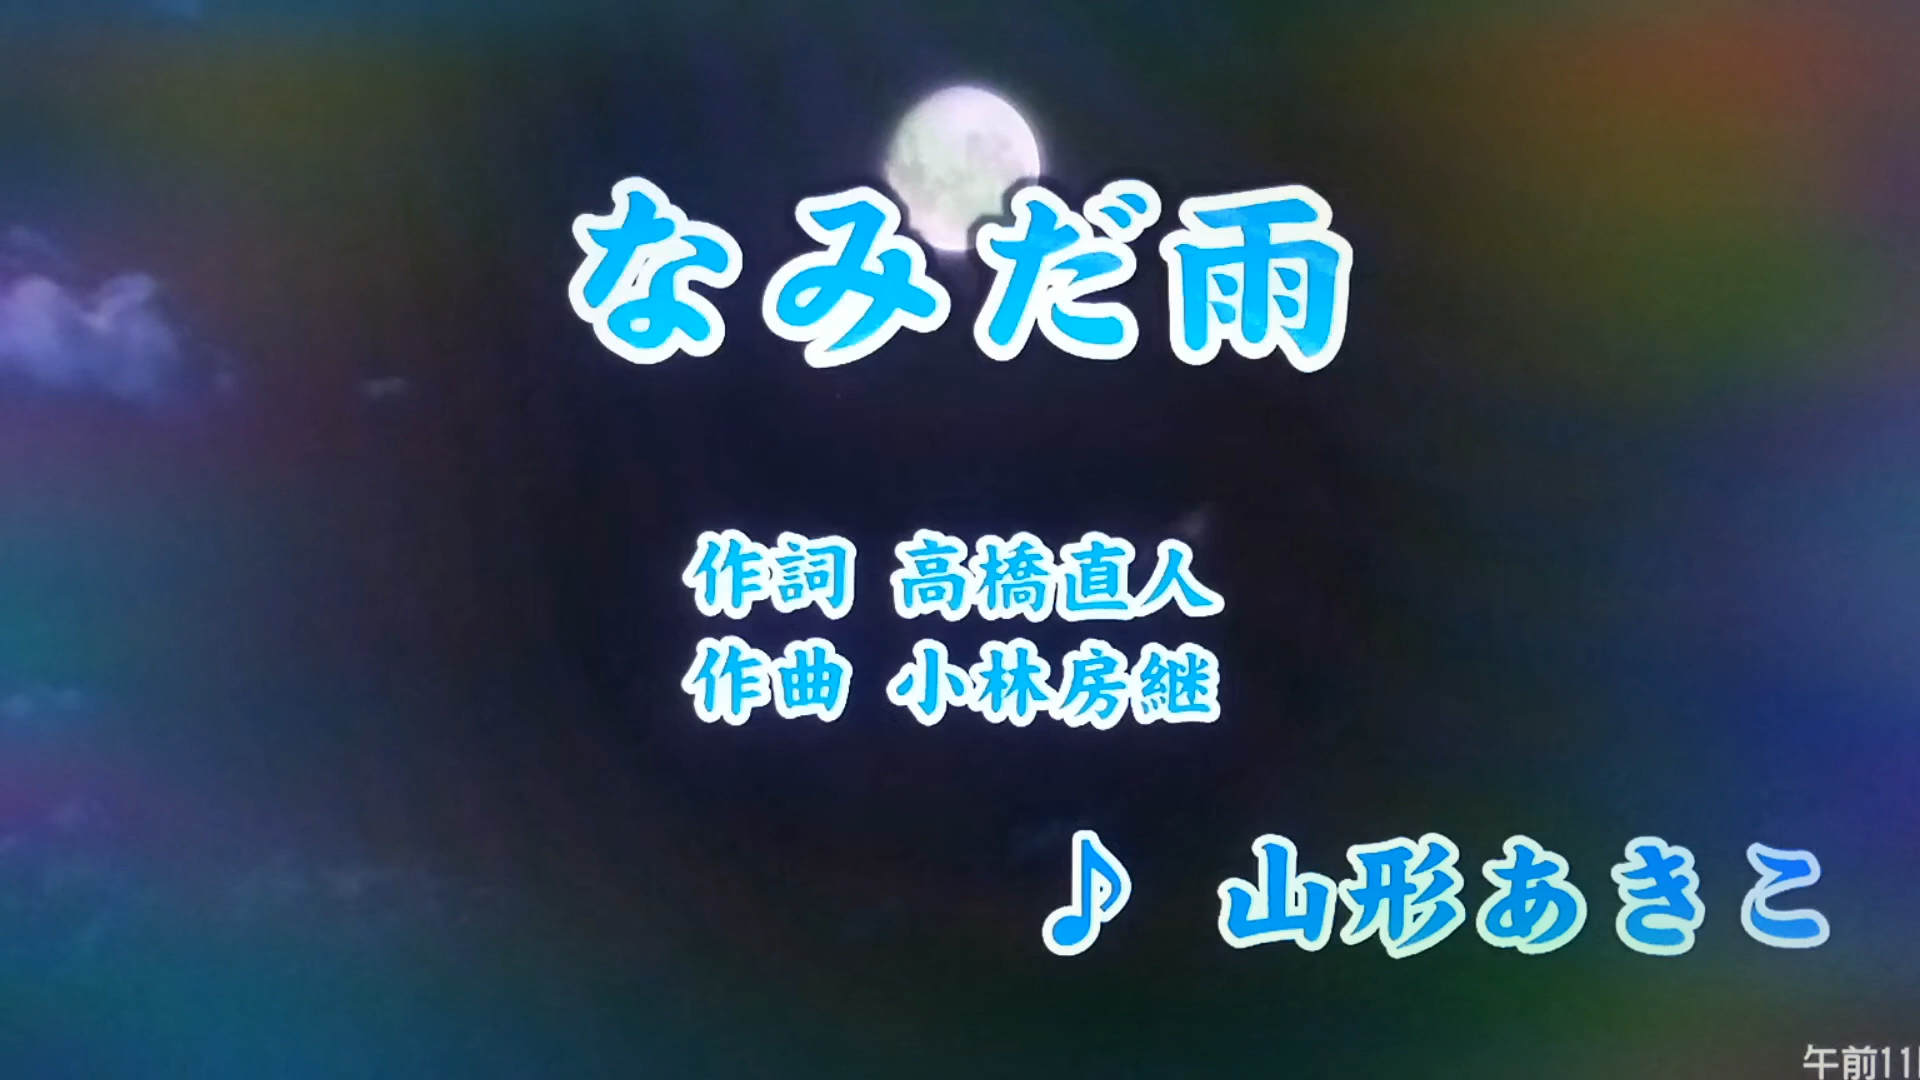 なみだ雨
作詞 高橋直人
作曲 小林房継
♪ 山形あきこ
午前11